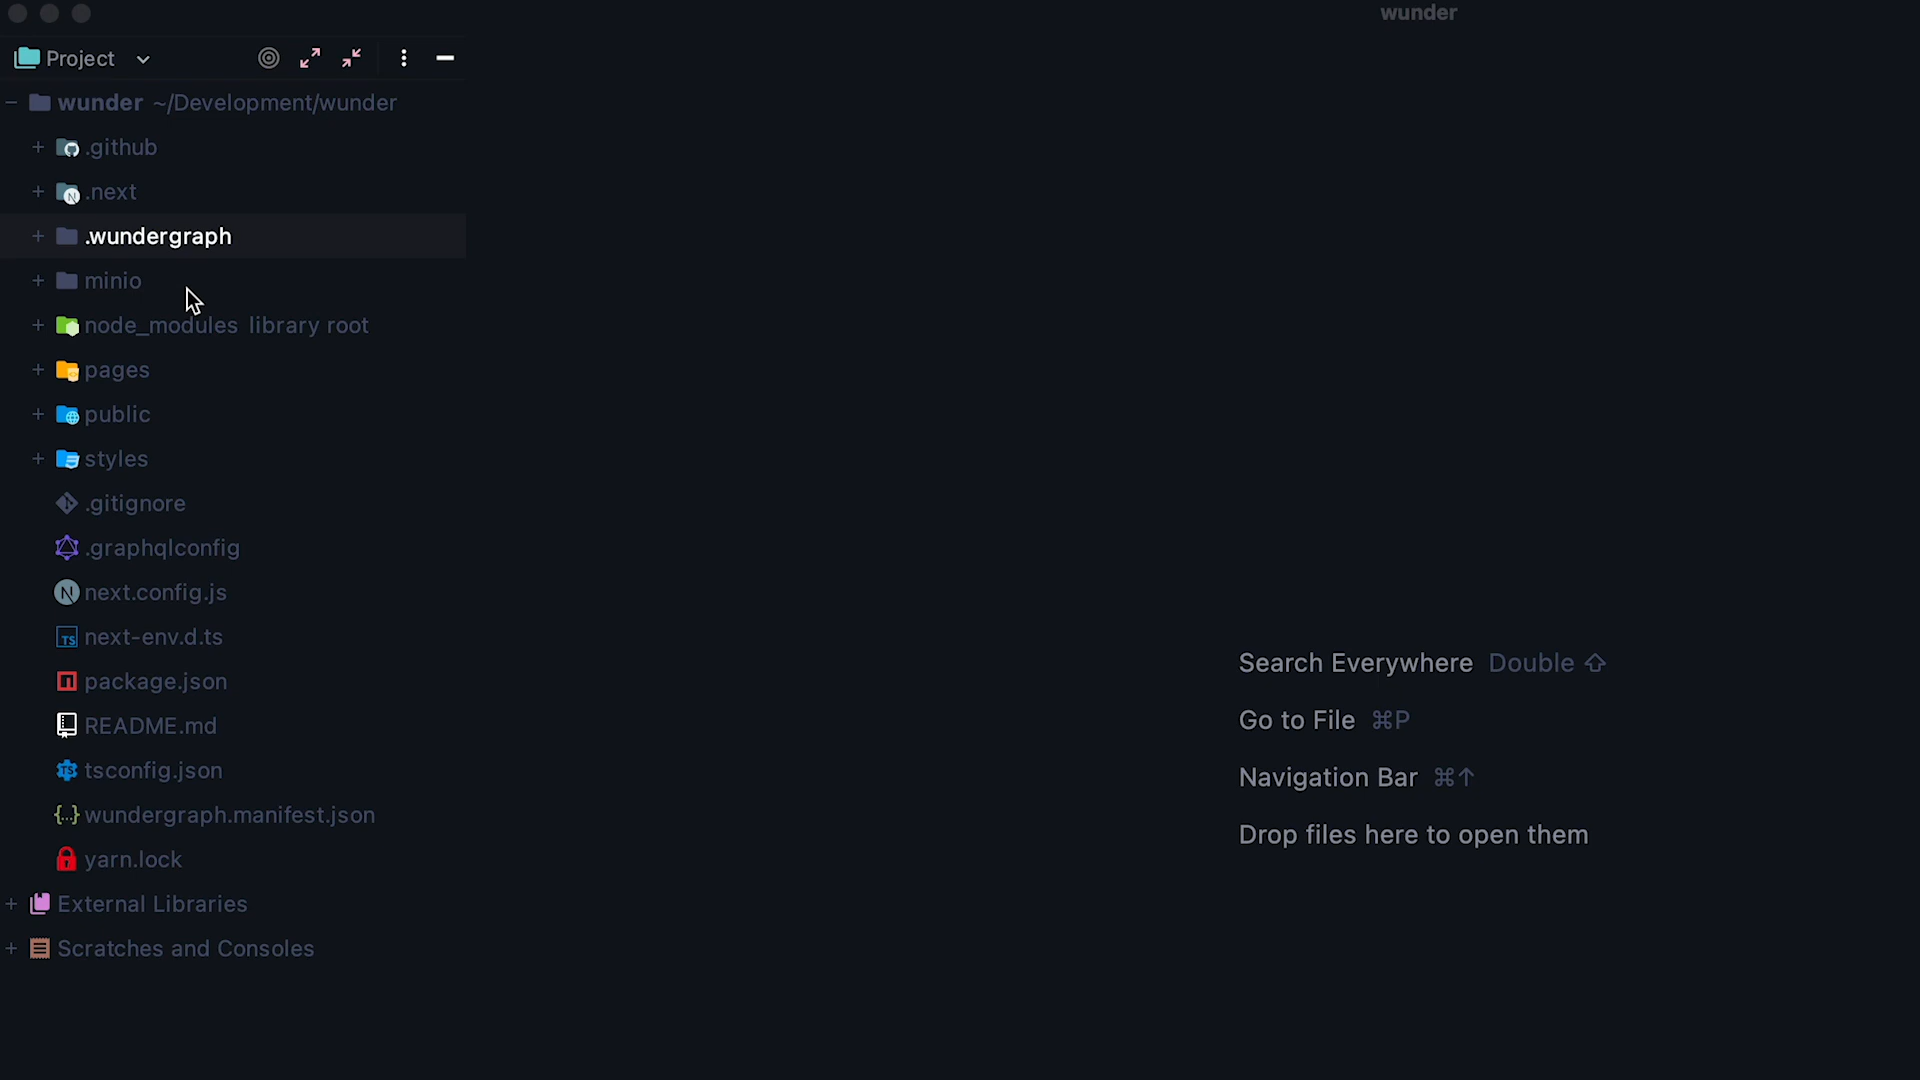 wunder
Project
wunder ~/Development/wunder
.github
.next
.wundergraph
minio
node_modules library root
pages
public
styles
.gitignore
.graphqlconfig
next.config.js
next-env.d.ts
package.json
README.md
tsconfig.json
wundergraph.manifest.json
yarn.lock
External Libraries
Scratches and Consoles
Search Everywhere Double ⇧
Go to File ⌘P
Navigation Bar ⌘↑
Drop files here to open them